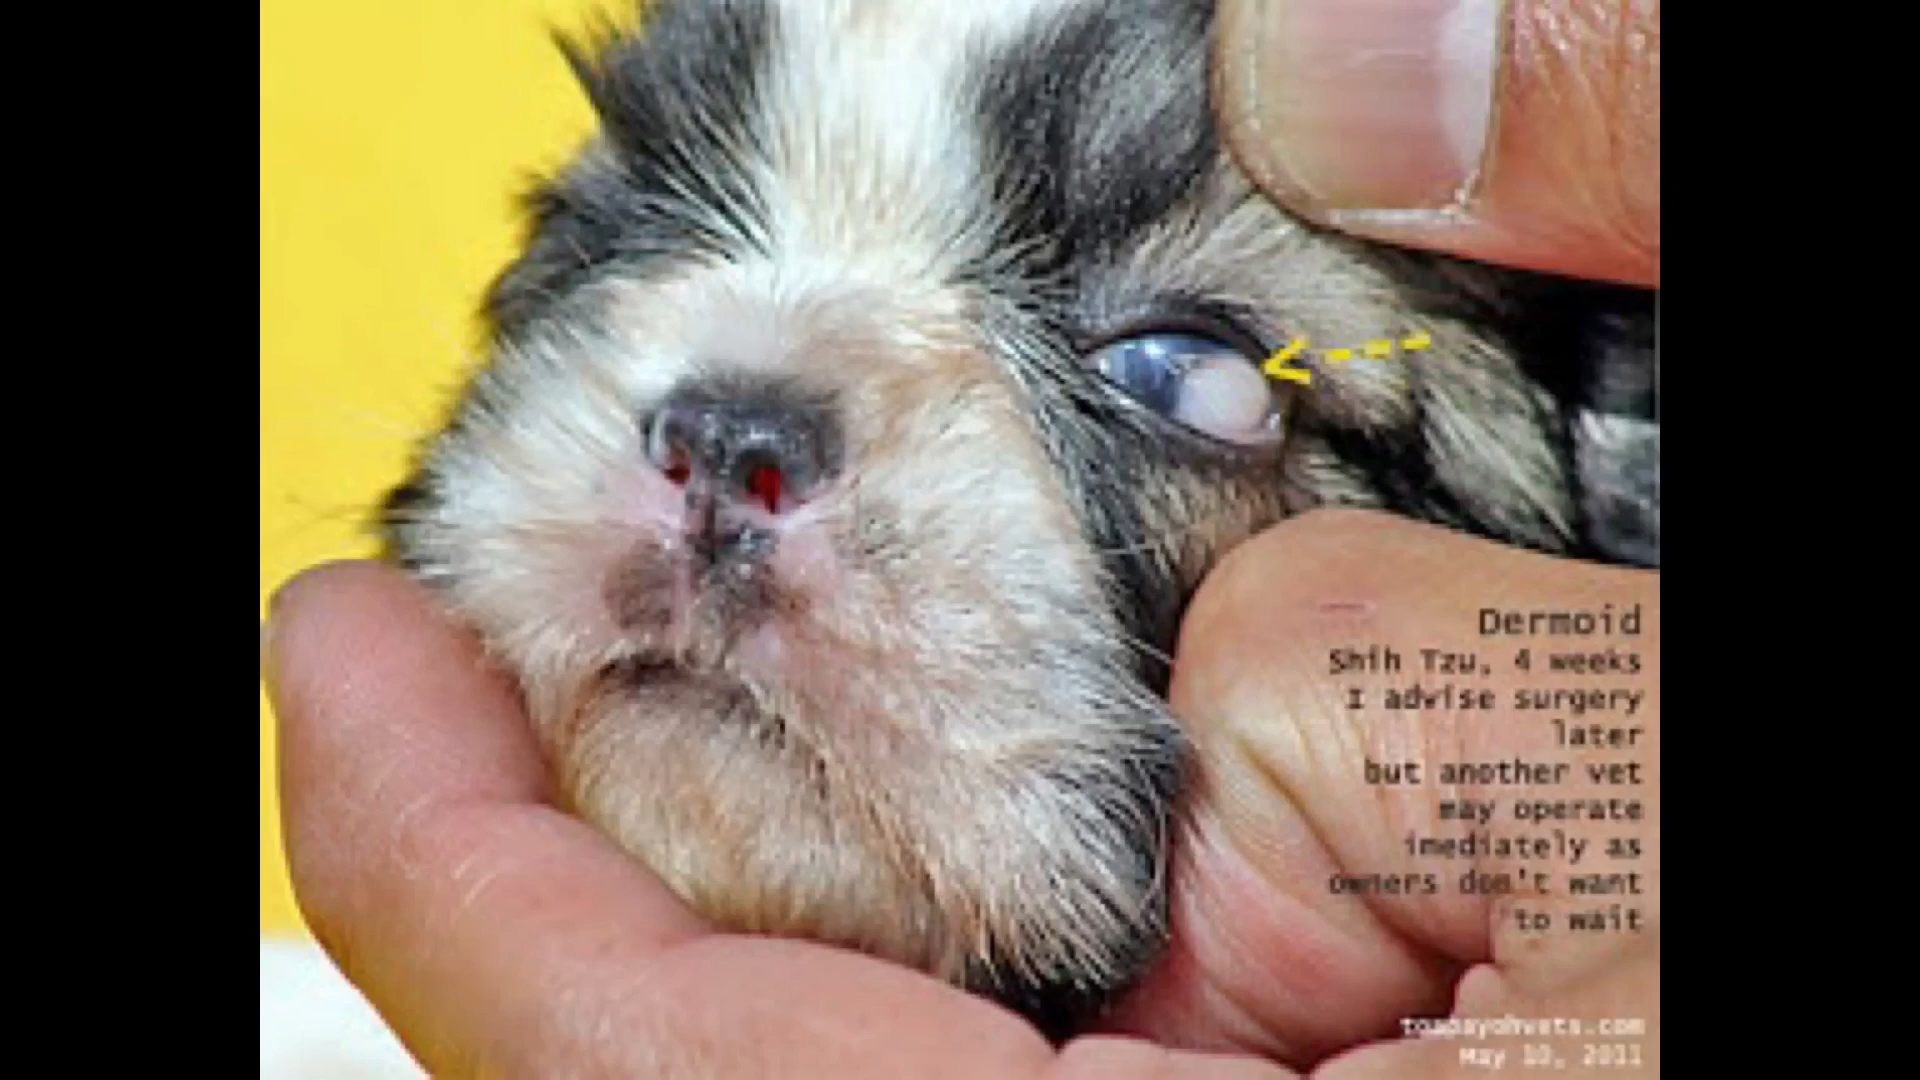 Dermoid
Shih Tzu, 4 weeks
I advise surgery
later
but another vet
may operate
imediately as
owners don't want
to wait
toapayohvets.com
May 10, 2011